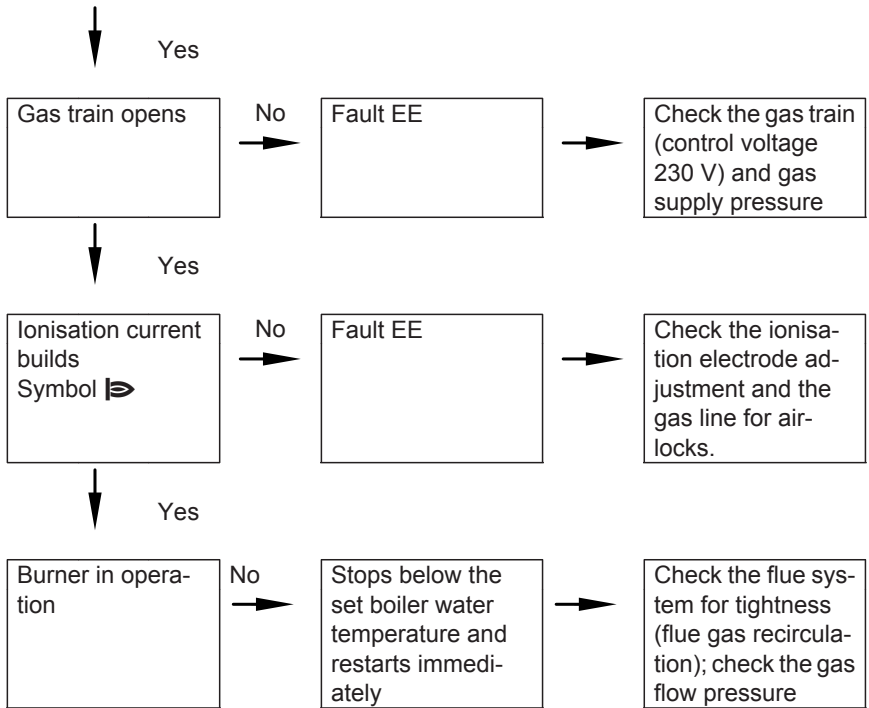 Yes
Gas train opens
No
Fault EE
Check the gas train
(control voltage
230 V) and gas
supply pressure
Yes
Ionisation current
builds
Symbol
No
Fault EE
Check the ionisa-
tion electrode ad-
justment and the
gas line for air-
locks.
Yes
Burner in opera-
tion
No
Stops below the
set boiler water
temperature and
restarts immedi-
ately
Check the flue sys-
tem for tightness
(flue gas recircula-
tion); check the gas
flow pressure